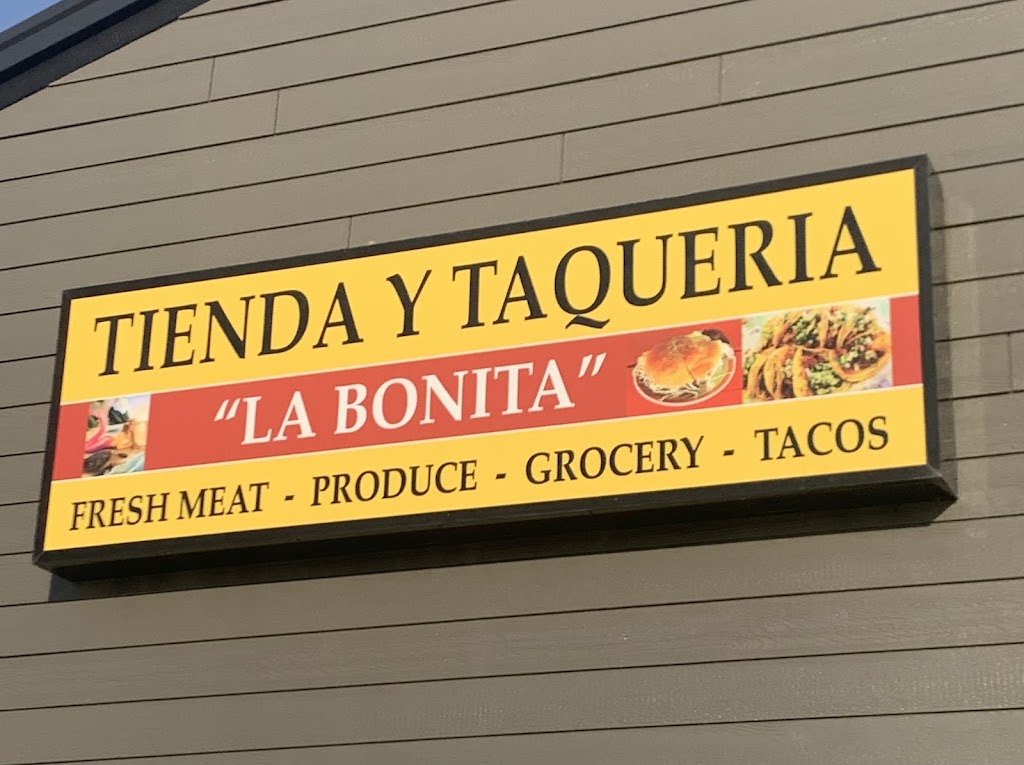 TIENDA Y TAQUERIA
“LA BONITA”
FRESH MEAT - PRODUCE - GROCERY - TACOS